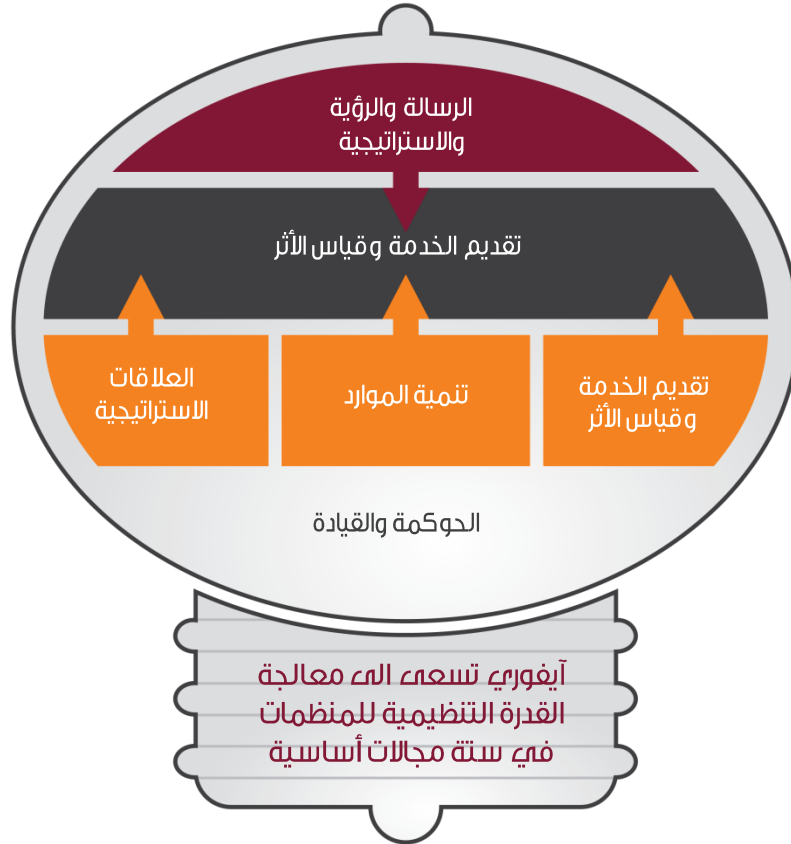 الرسالة والرؤية
والاستراتيجية
تقديم الخدمة وقياس الأثر
تقديم الخدمة
وقياس الأثر
تنمية الموارد
العلاقات
الاستراتيجية
الحوكمة والقيادة
آيفوري تسعى الى معالجة
القدرة التنظيمية للمنظمات
في ستة مجالات أساسية